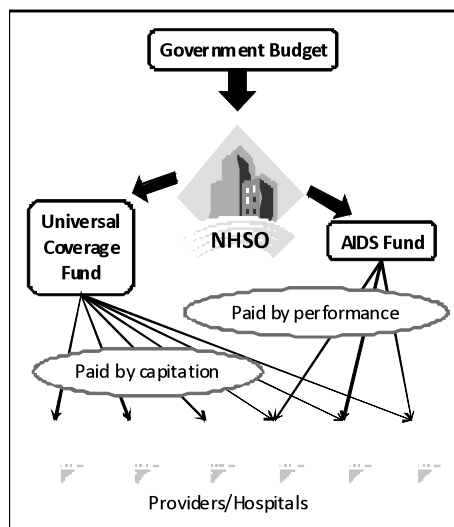 Government Budget
NHSO
Universal
Coverage
Fund
AIDS Fund
Paid by performance
Paid by capitation
Providers/Hospitals